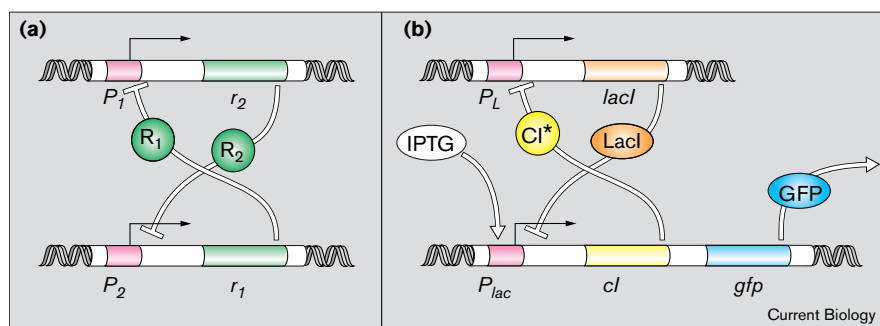 (a)
P1
r2
R1
R2
P2
r1
(b)
PL
lacI
IPTG
CI*
LacI
GFP
Plac
cI
gfp
Current Biology